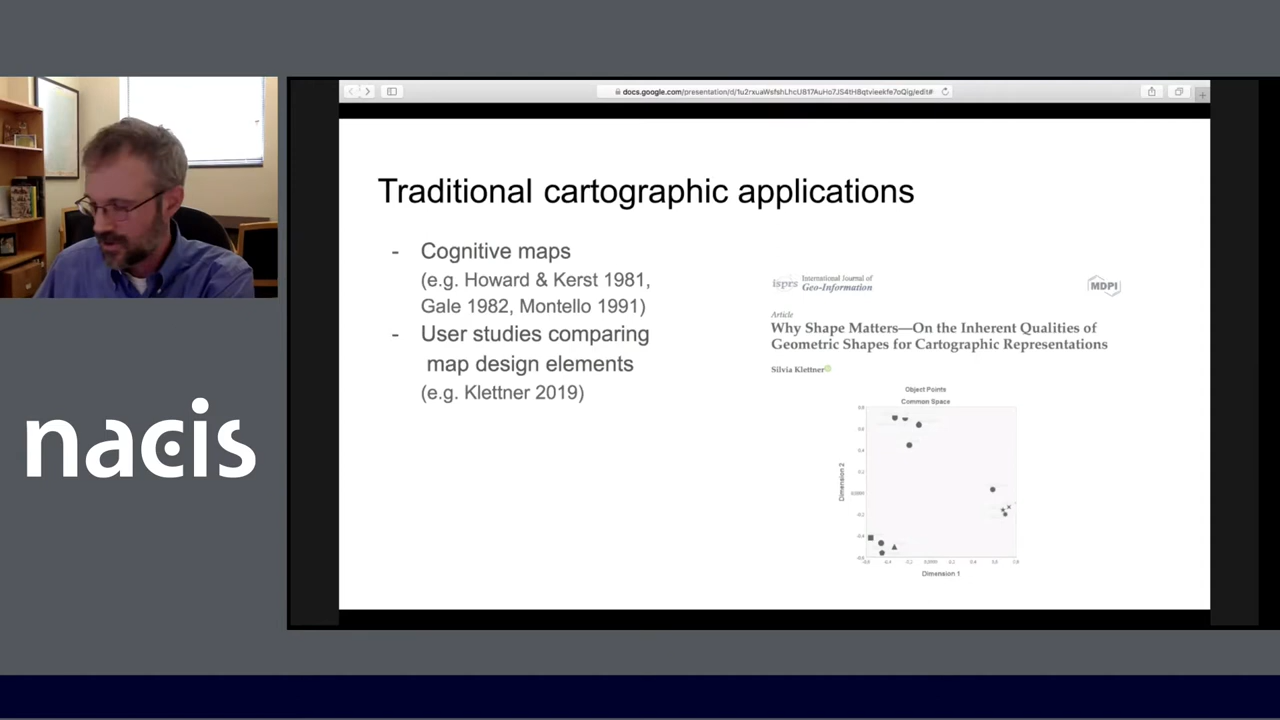 docs.google.com/presentation/d/
Traditional cartographic applications
- Cognitive maps
(e.g. Howard & Kerst 1981,
Gale 1982, Montello 1991)
- User studies comparing
map design elements
(e.g. Klettner 2019)
isprs International Journal of
Geo-Information
MDPI
Article
Why Shape Matters—On the Inherent Qualities of
Geometric Shapes for Cartographic Representations
Silvia Klettner
Object Points
Common Space
Dimension 2
Dimension 1
nacis